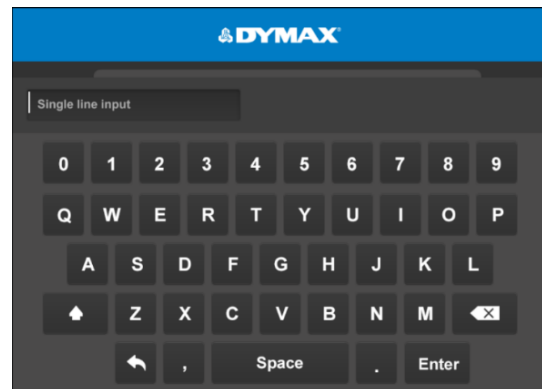 DYMAX
Single line input
0 1 2 3 4 5 6 7 8 9
Q W E R T Y U I O P
A S D F G H J K L
Z X C V B N M
, Space . Enter